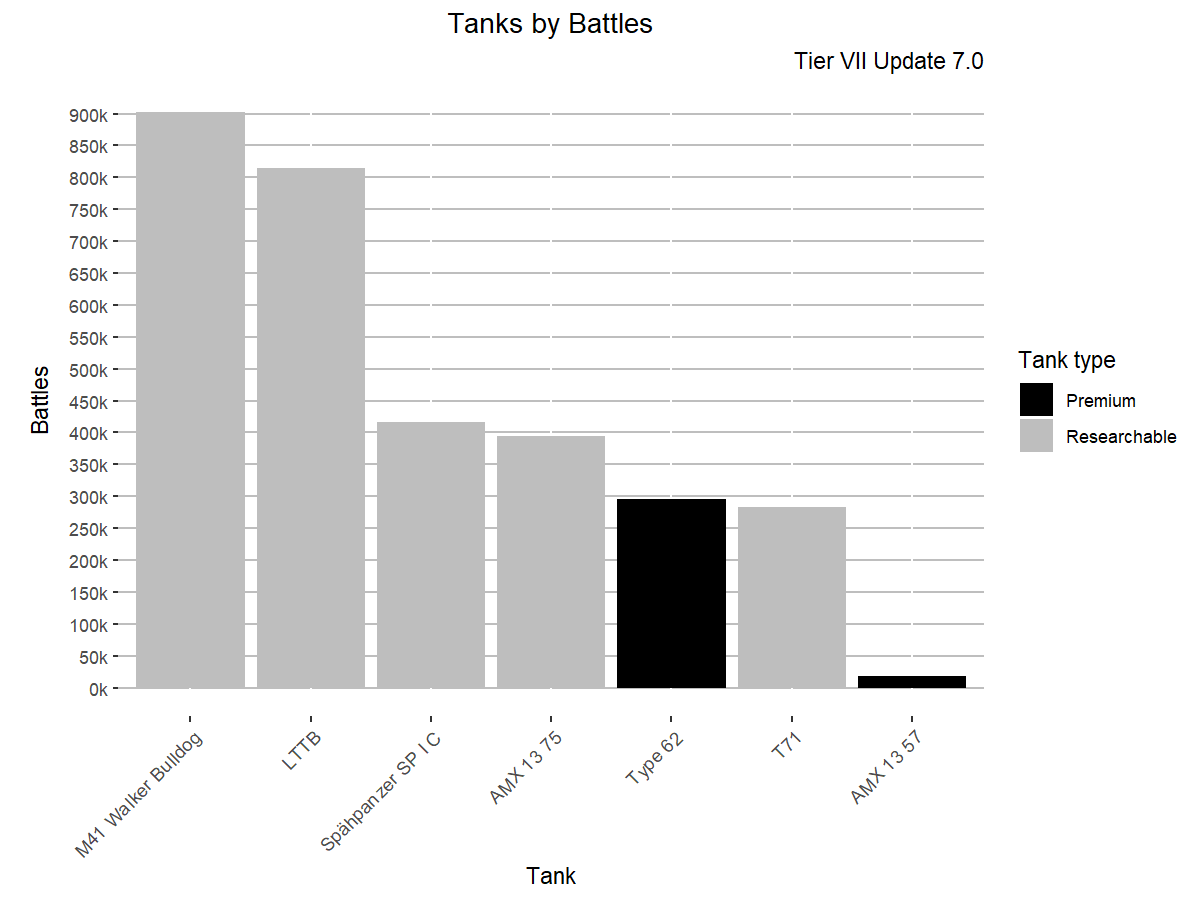 Tanks by Battles
Tier VII Update 7.0
900k
850k
800k
750k
700k
650k
600k
550k
500k
450k
400k
350k
300k
250k
200k
150k
100k
50k
0k
Battles
M41 Walker Bulldog
LTTB
Spähpanzer SP I C
AMX 13 75
Type 62
T71
AMX 13 57
Tank
Tank type
Premium
Researchable